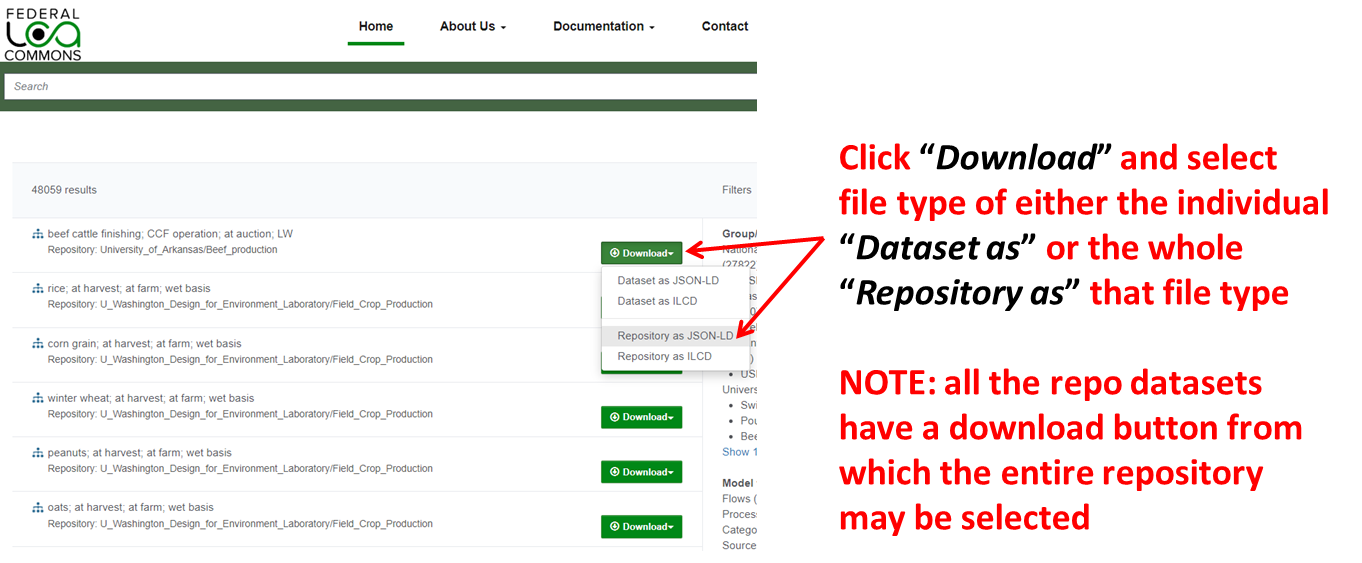 FEDERAL
LCA
COMMONS
Home
About Us
Documentation
Contact
Search
48059 results
Filters
beef cattle finishing; CCF operation; at auction; LW
Repository: University_of_Arkansas/Beef_production
Download
Dataset as JSON-LD
Dataset as ILCD
Repository as JSON-LD
Repository as ILCD
rice; at harvest; at farm; wet basis
Repository: U_Washington_Design_for_Environment_Laboratory/Field_Crop_Production
corn grain; at harvest; at farm; wet basis
Repository: U_Washington_Design_for_Environment_Laboratory/Field_Crop_Production
winter wheat; at harvest; at farm; wet basis
Repository: U_Washington_Design_for_Environment_Laboratory/Field_Crop_Production
Download
peanuts; at harvest; at farm; wet basis
Repository: U_Washington_Design_for_Environment_Laboratory/Field_Crop_Production
Download
oats; at harvest; at farm; wet basis
Repository: U_Washington_Design_for_Environment_Laboratory/Field_Crop_Production
Download
Group/
Nationa
(27822
Univers
Swi
Pou
Bee
Show 1
Model
Flows (
Proces
Catego
Source
Click “Download” and select
file type of either the individual
“Dataset as” or the whole
“Repository as” that file type
NOTE: all the repo datasets
have a download button from
which the entire repository
may be selected